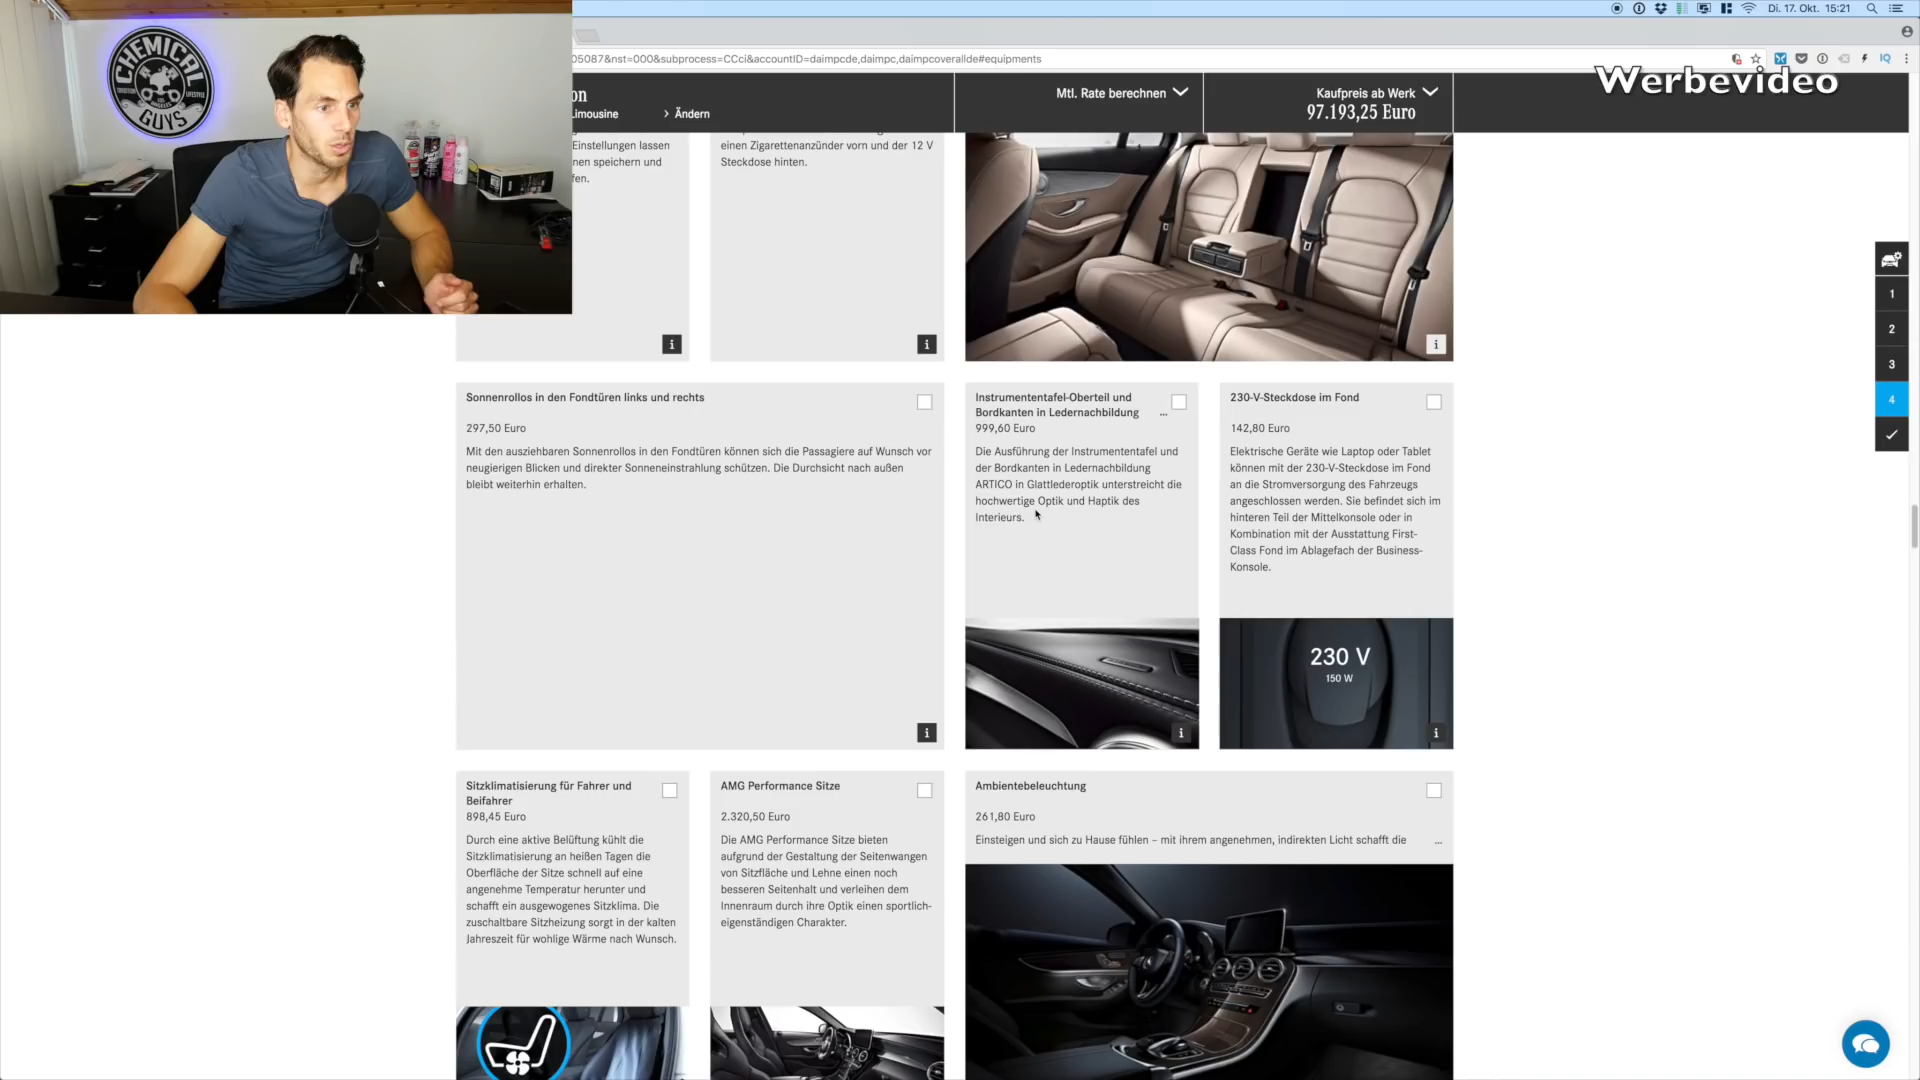 Di. 17. Okt. 15:21
CHEMICAL
GUYS
LOS
ANGELES
TRADITION
LIFESTYLE
05087&nst=000&subprocess=CCci&accountID=daimpcde,daimpc,daimpcoverallde#equipments
Werbevideo
on
Limousine
> Ändern
Mtl. Rate berechnen
Kaufpreis ab Werk
97.193,25 Euro
Einstellungen lassen
nen speichern und
fen.
einen Zigarettenanzünder vorn und der 12 V
Steckdose hinten.
i
i
i
1
2
3
4
Sonnenrollos in den Fondtüren links und rechts
297,50 Euro
Mit den ausziehbaren Sonnenrollos in den Fondtüren können sich die Passagiere auf Wunsch vor
neugierigen Blicken und direkter Sonneneinstrahlung schützen. Die Durchsicht nach außen
bleibt weiterhin erhalten.
i
Instrumententafel-Oberteil und
Bordkanten in Ledernachbildung ...
999,60 Euro
Die Ausführung der Instrumententafel und
der Bordkanten in Ledernachbildung
ARTICO in Glattlederoptik unterstreicht die
hochwertige Optik und Haptik des
Interieurs.
i
230-V-Steckdose im Fond
142,80 Euro
Elektrische Geräte wie Laptop oder Tablet
können mit der 230-V-Steckdose im Fond
an die Stromversorgung des Fahrzeugs
angeschlossen werden. Sie befindet sich im
hinteren Teil der Mittelkonsole oder in
Kombination mit der Ausstattung First-
Class Fond im Ablagefach der Business-
Konsole.
230 V
150 W
i
Sitzklimatisierung für Fahrer und
Beifahrer
898,45 Euro
Durch eine aktive Belüftung kühlt die
Sitzklimatisierung an heißen Tagen die
Oberfläche der Sitze schnell auf eine
angenehme Temperatur herunter und
schafft ein ausgewogenes Sitzklima. Die
zuschaltbare Sitzheizung sorgt in der kalten
Jahreszeit für wohlige Wärme nach Wunsch.
AMG Performance Sitze
2.320,50 Euro
Die AMG Performance Sitze bieten
aufgrund der Gestaltung der Seitenwangen
von Sitzfläche und Lehne einen noch
besseren Seitenhalt und verleihen dem
Innenraum durch ihre Optik einen sportlich-
eigenständigen Charakter.
Ambientebeleuchtung
261,80 Euro
Einsteigen und sich zu Hause fühlen – mit ihrem angenehmen, indirekten Licht schafft die ...